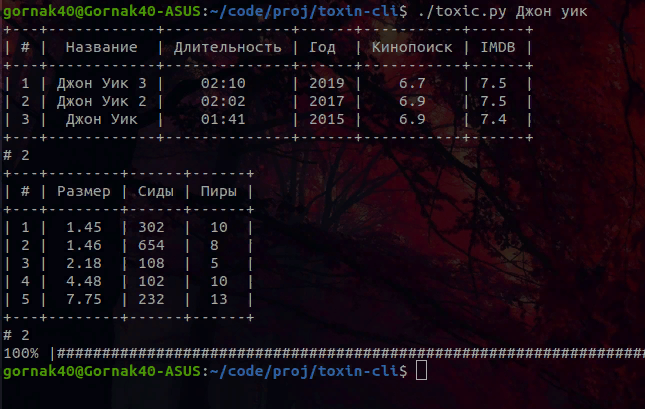 gornak40@Gornak40-ASUS:~/code/proj/toxin-cli$ ./toxic.py Джон уик
+---+-------------+--------------+------+-----------+------+
| # |  Название   | Длительность | Год  | Кинопоиск | IMDB |
+---+-------------+--------------+------+-----------+------+
| 1 | Джон Уик 3  |    02:10     | 2019 |    6.7    | 7.5  |
| 2 | Джон Уик 2  |    02:02     | 2017 |    6.9    | 7.5  |
| 3 |  Джон Уик   |    01:41     | 2015 |    6.9    | 7.4  |
+---+-------------+--------------+------+-----------+------+
# 2
+---+--------+------+------+
| # | Размер | Сиды | Пиры |
+---+--------+------+------+
| 1 |  1.45  | 302  |  10  |
| 2 |  1.46  | 654  |  8   |
| 3 |  2.18  | 108  |  5   |
| 4 |  4.48  | 102  |  10  |
| 5 |  7.75  | 232  |  13  |
+---+--------+------+------+
# 2
100% |##################################################################
gornak40@Gornak40-ASUS:~/code/proj/toxin-cli$